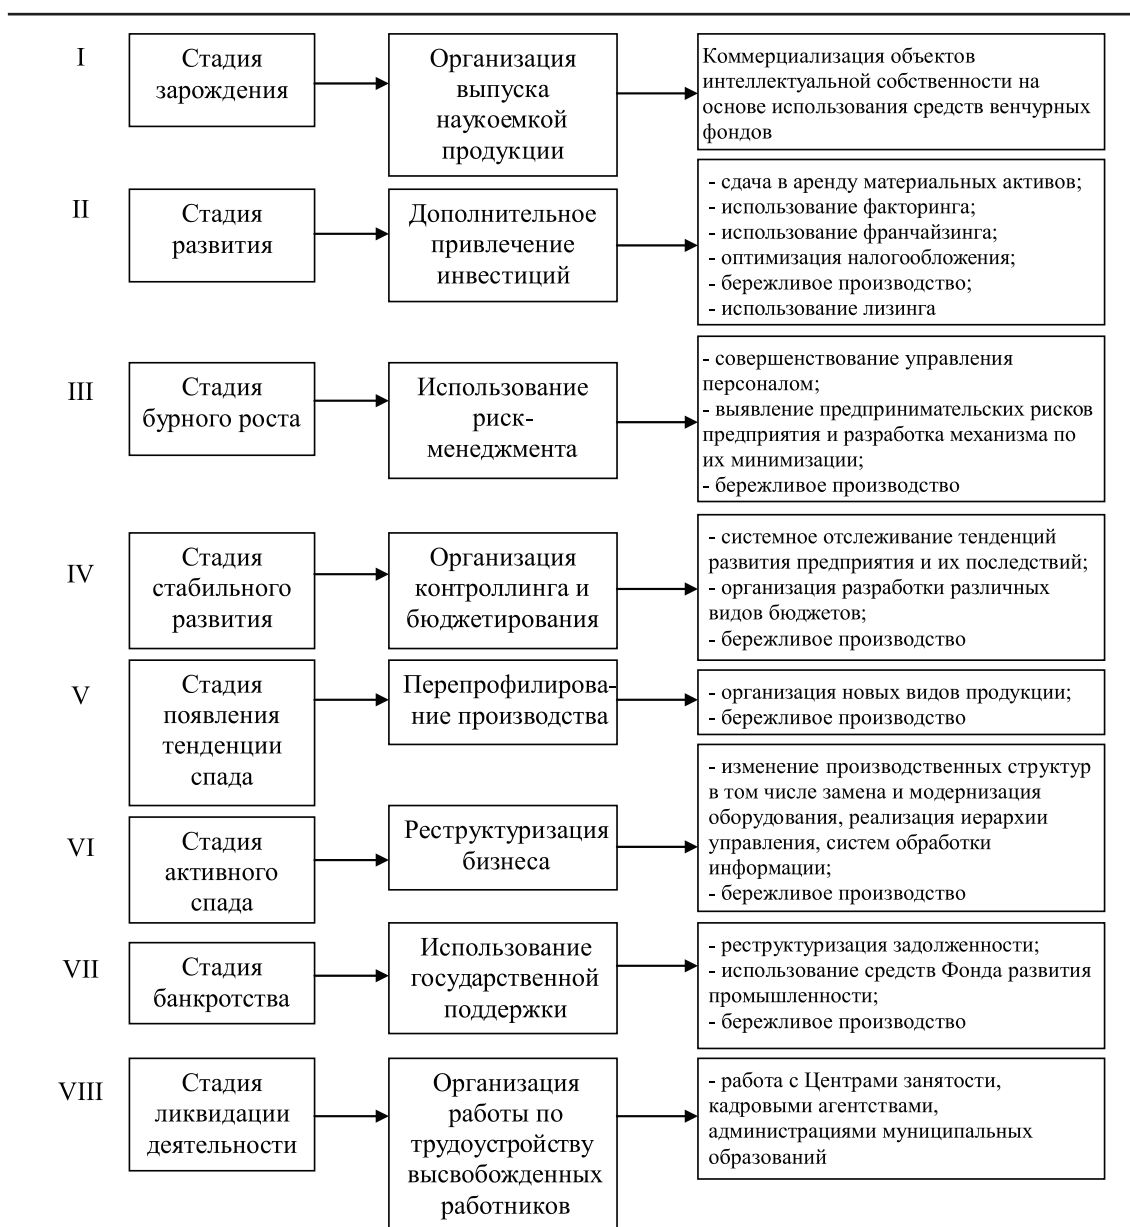 I
Стадия
зарождения
Организация
выпуска
наукоемкой
продукции
Коммерциализация объектов
интеллектуальной собственности на
основе использования средств венчурных
фондов
II
Стадия
развития
Дополнительное
привлечение
инвестиций
- сдача в аренду материальных активов;
- использование факторинга;
- использование франчайзинга;
- оптимизация налогообложения;
- бережливое производство;
- использование лизинга
III
Стадия
бурного роста
Использование
риск-
менеджмента
- совершенствование управления
персоналом;
- выявление предпринимательских рисков
предприятия и разработка механизма по
их минимизации;
- бережливое производство
IV
Стадия
стабильного
развития
Организация
контроллинга и
бюджетирования
- системное отслеживание тенденций
развития предприятия и их последствий;
- организация разработки различных
видов бюджетов;
- бережливое производство
V
Стадия
появления
тенденции
спада
Перепрофилирова-
ание производства
- организация новых видов продукции;
- бережливое производство
VI
Стадия
активного
спада
Реструктуризация
бизнеса
- изменение производственных структур
в том числе замена и модернизация
оборудования, реализация иерархии
управления, систем обработки
информации;
- бережливое производство
VII
Стадия
банкротства
Использование
государственной
поддержки
- реструктуризация задолженности;
- использование средств Фонда развития
промышленности;
- бережливое производство
VIII
Стадия
ликвидации
деятельности
Организация
работы по
трудоустройству
высвобожденных
работников
- работа с Центрами занятости,
кадровыми агентствами,
администрациями муниципальных
образований